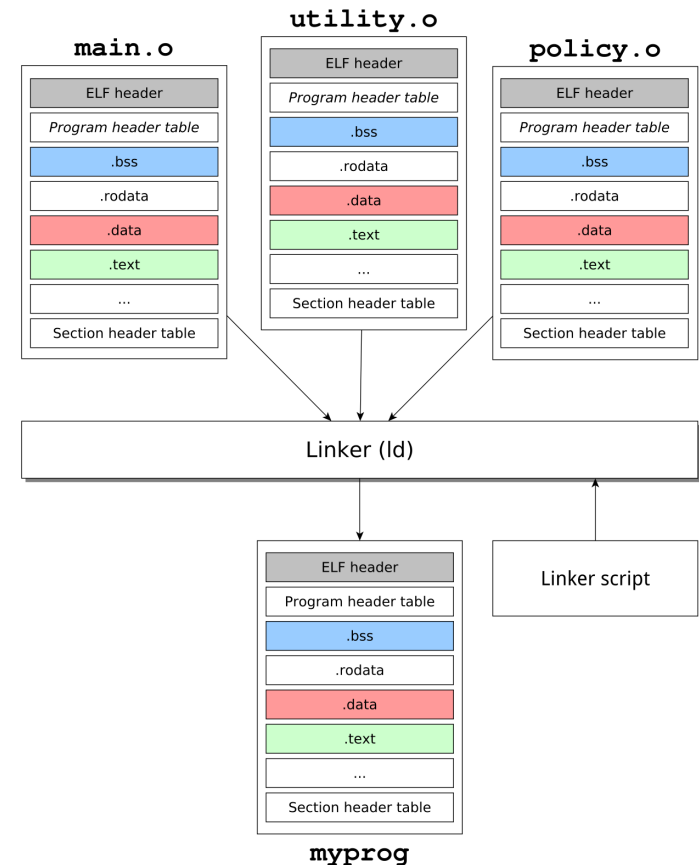 main.o
ELF header
Program header table
.bss
.rodata
.data
.text
...
Section header table
utility.o
ELF header
Program header table
.bss
.rodata
.data
.text
...
Section header table
policy.o
ELF header
Program header table
.bss
.rodata
.data
.text
...
Section header table
Linker (ld)
Linker script
ELF header
Program header table
.bss
.rodata
.data
.text
...
Section header table
myprog